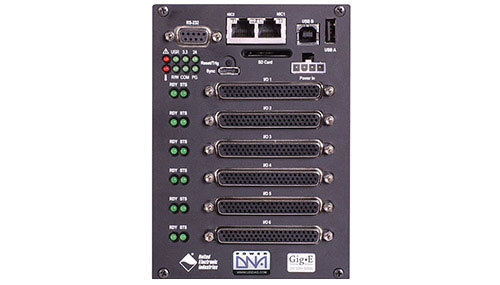 RS-232
NIC2 NIC1
USB B
USB A
USR 3.3 24
R/W COM PG
Reset/Trig
Sync
SD Card
Power In
RDY STS
I/O 1
RDY STS
I/O 2
RDY STS
I/O 3
RDY STS
I/O 4
RDY STS
I/O 5
RDY STS
I/O 6
United
Electronic
Industries
POWER
DNA
Gig-E